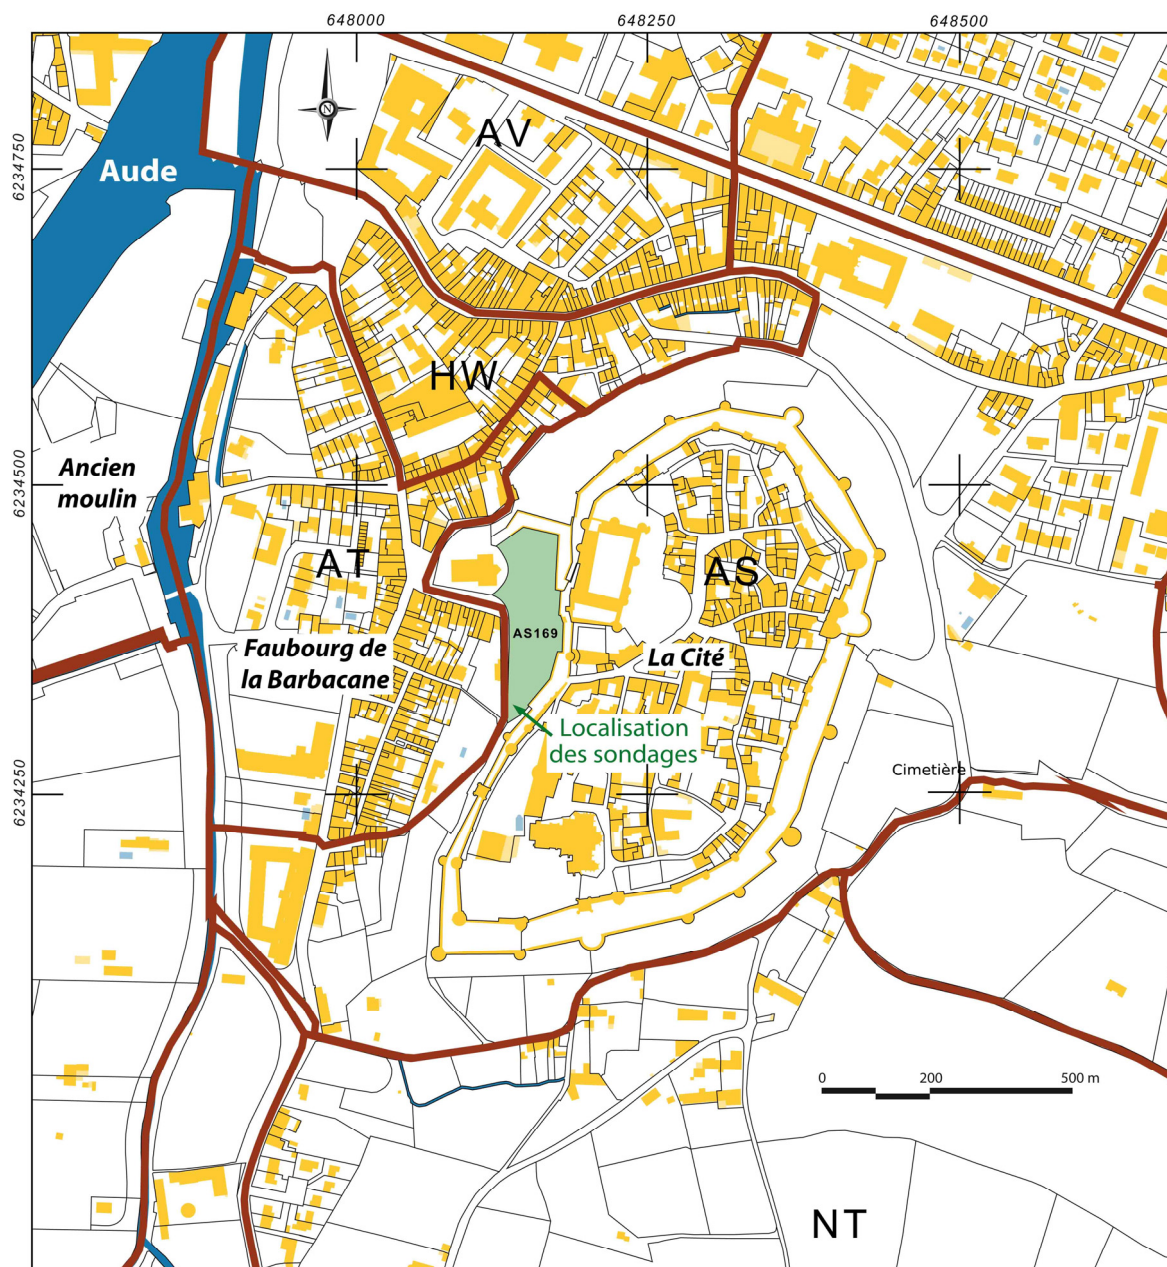 648000
648250
648500
6234750
6234500
6234250
N
AV
Aude
HW
Ancien
moulin
AT
AS
AS169
Faubourg de
la Barbacane
La Cité
Localisation
des sondages
Cimetière
0 200 500 m
NT